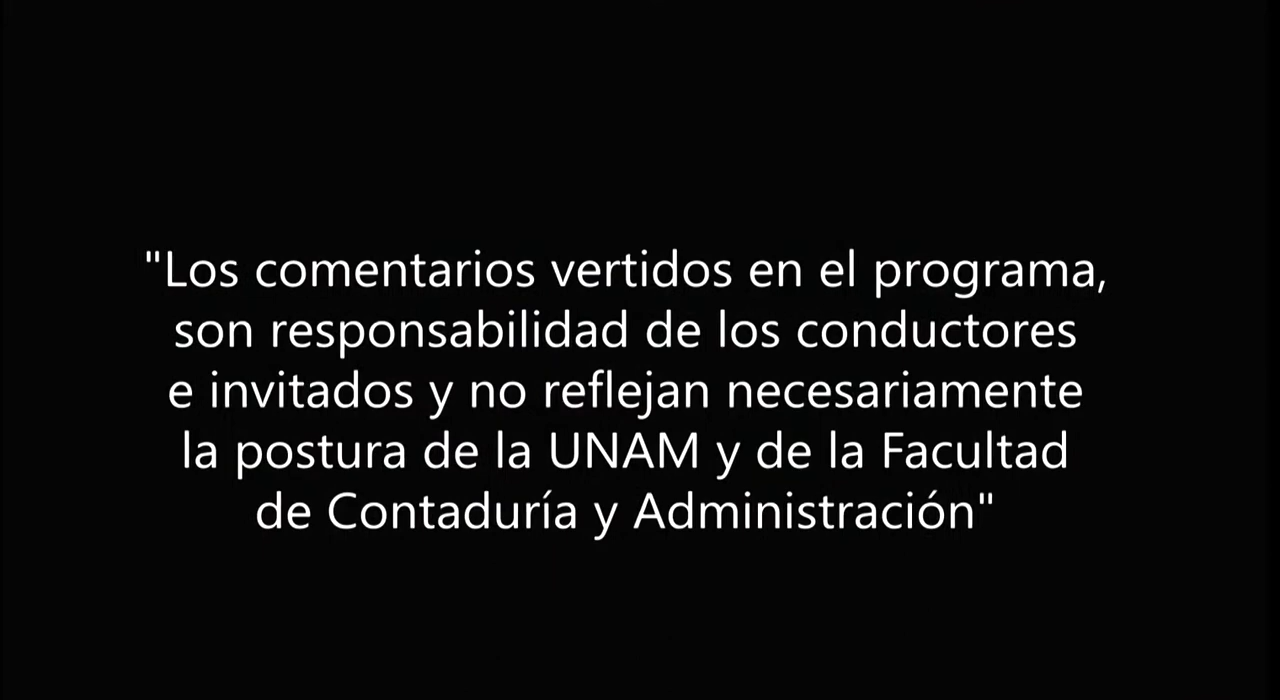 "Los comentarios vertidos en el programa,
son responsabilidad de los conductores
e invitados y no reflejan necesariamente
la postura de la UNAM y de la Facultad
de Contaduría y Administración"